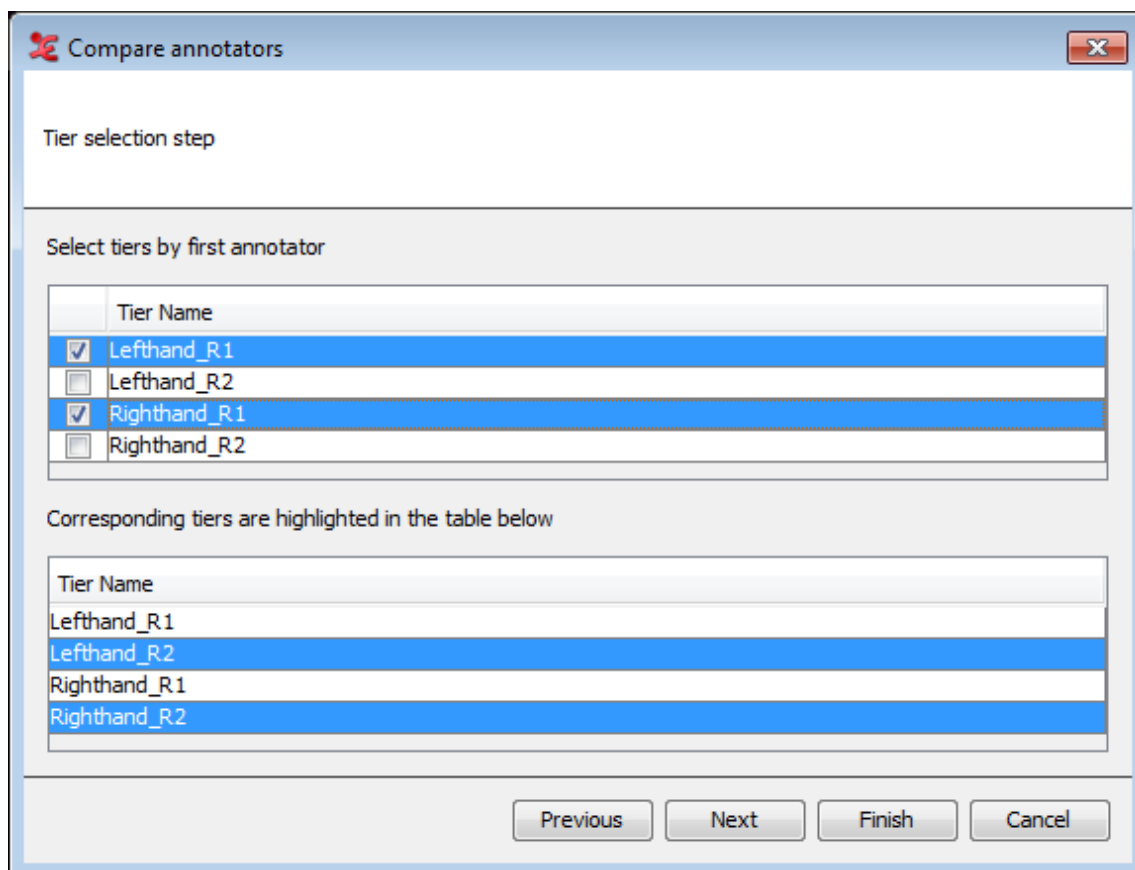 Compare annotators
Tier selection step
Select tiers by first annotator
Tier Name
Lefthand_R1
Lefthand_R2
Righthand_R1
Righthand_R2
Corresponding tiers are highlighted in the table below
Tier Name
Lefthand_R1
Lefthand_R2
Righthand_R1
Righthand_R2
Previous Next Finish Cancel